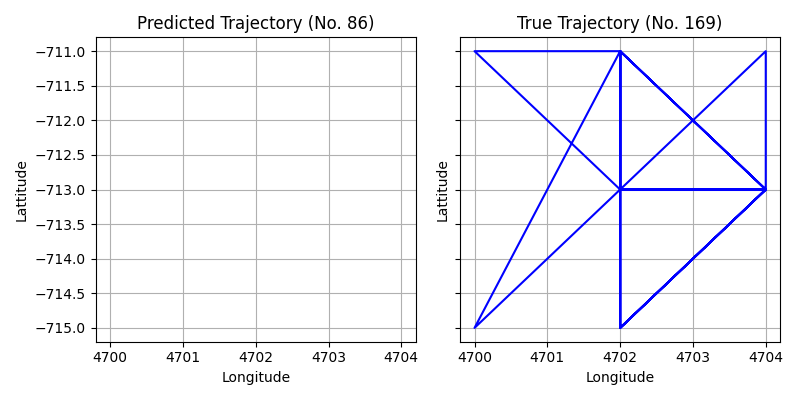 Predicted Trajectory (No. 86)
True Trajectory (No. 169)
−711.0
−711.5
−712.0
−712.5
−713.0
−713.5
−714.0
−714.5
−715.0
Lattitude
Lattitude
4700 4701 4702 4703 4704
4700 4701 4702 4703 4704
Longitude
Longitude